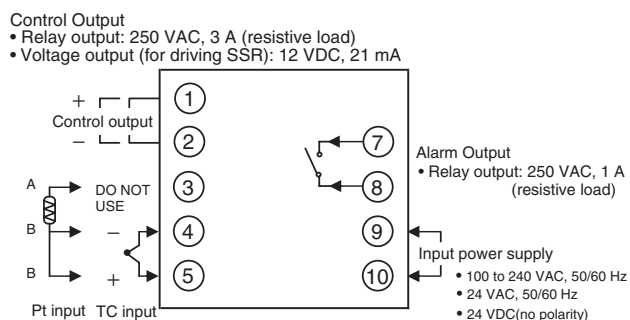 Control Output
• Relay output: 250 VAC, 3 A (resistive load)
• Voltage output (for driving SSR): 12 VDC, 21 mA
+
Control output
−
1
2
3
4
5
A
B
B
DO NOT
USE
−
+
Pt input TC input
7
8
9
10
Alarm Output
• Relay output: 250 VAC, 1 A
(resistive load)
Input power supply
• 100 to 240 VAC, 50/60 Hz
• 24 VAC, 50/60 Hz
• 24 VDC(no polarity)